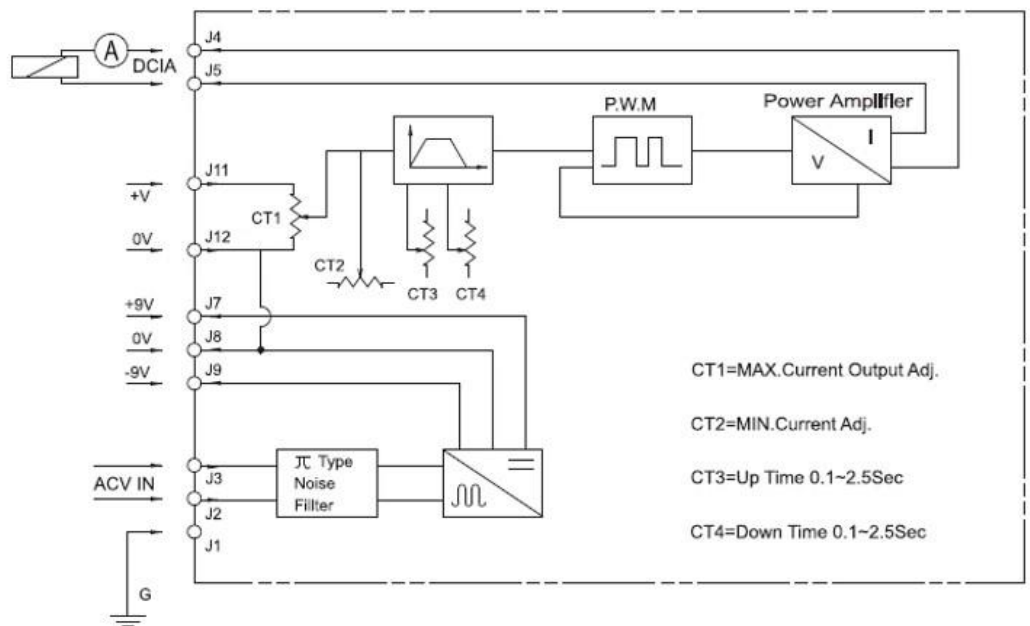 J4
A
DCIA
J5
P.W.M
Power Amplifier
I
V
J11
+V
CT1
0V
J12
CT2
CT3
CT4
+9V
J7
0V
J8
-9V
J9
CT1=MAX.Current Output Adj.
CT2=MIN.Current Adj.
π Type
Noise
Fillter
ACV IN
J3
J2
J1
CT3=Up Time 0.1~2.5Sec
CT4=Down Time 0.1~2.5Sec
G